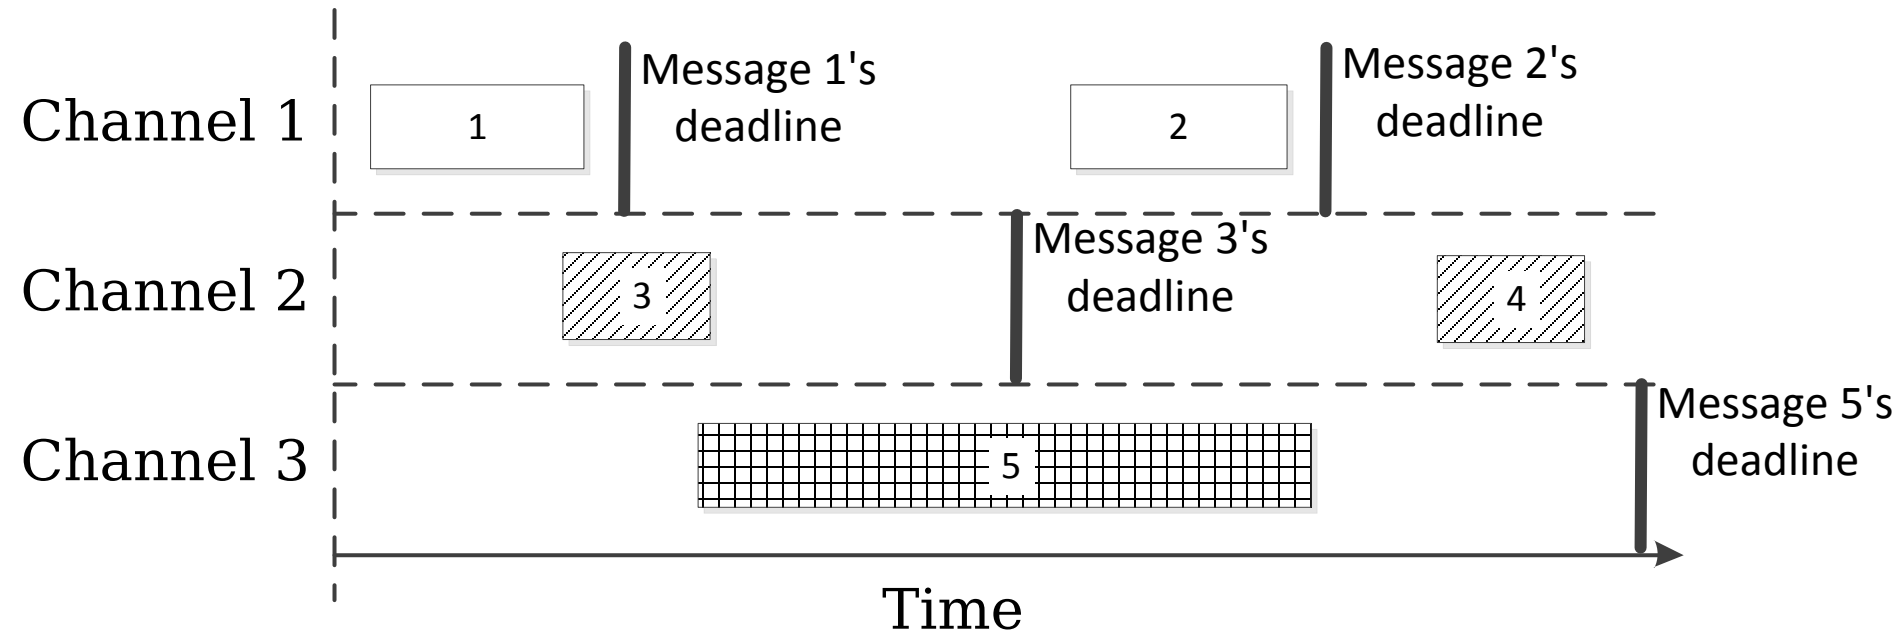 Channel 1
1
Message 1's
deadline
2
Message 2's
deadline
Channel 2
3
Message 3's
deadline
4
Channel 3
5
Message 5's
deadline
Time